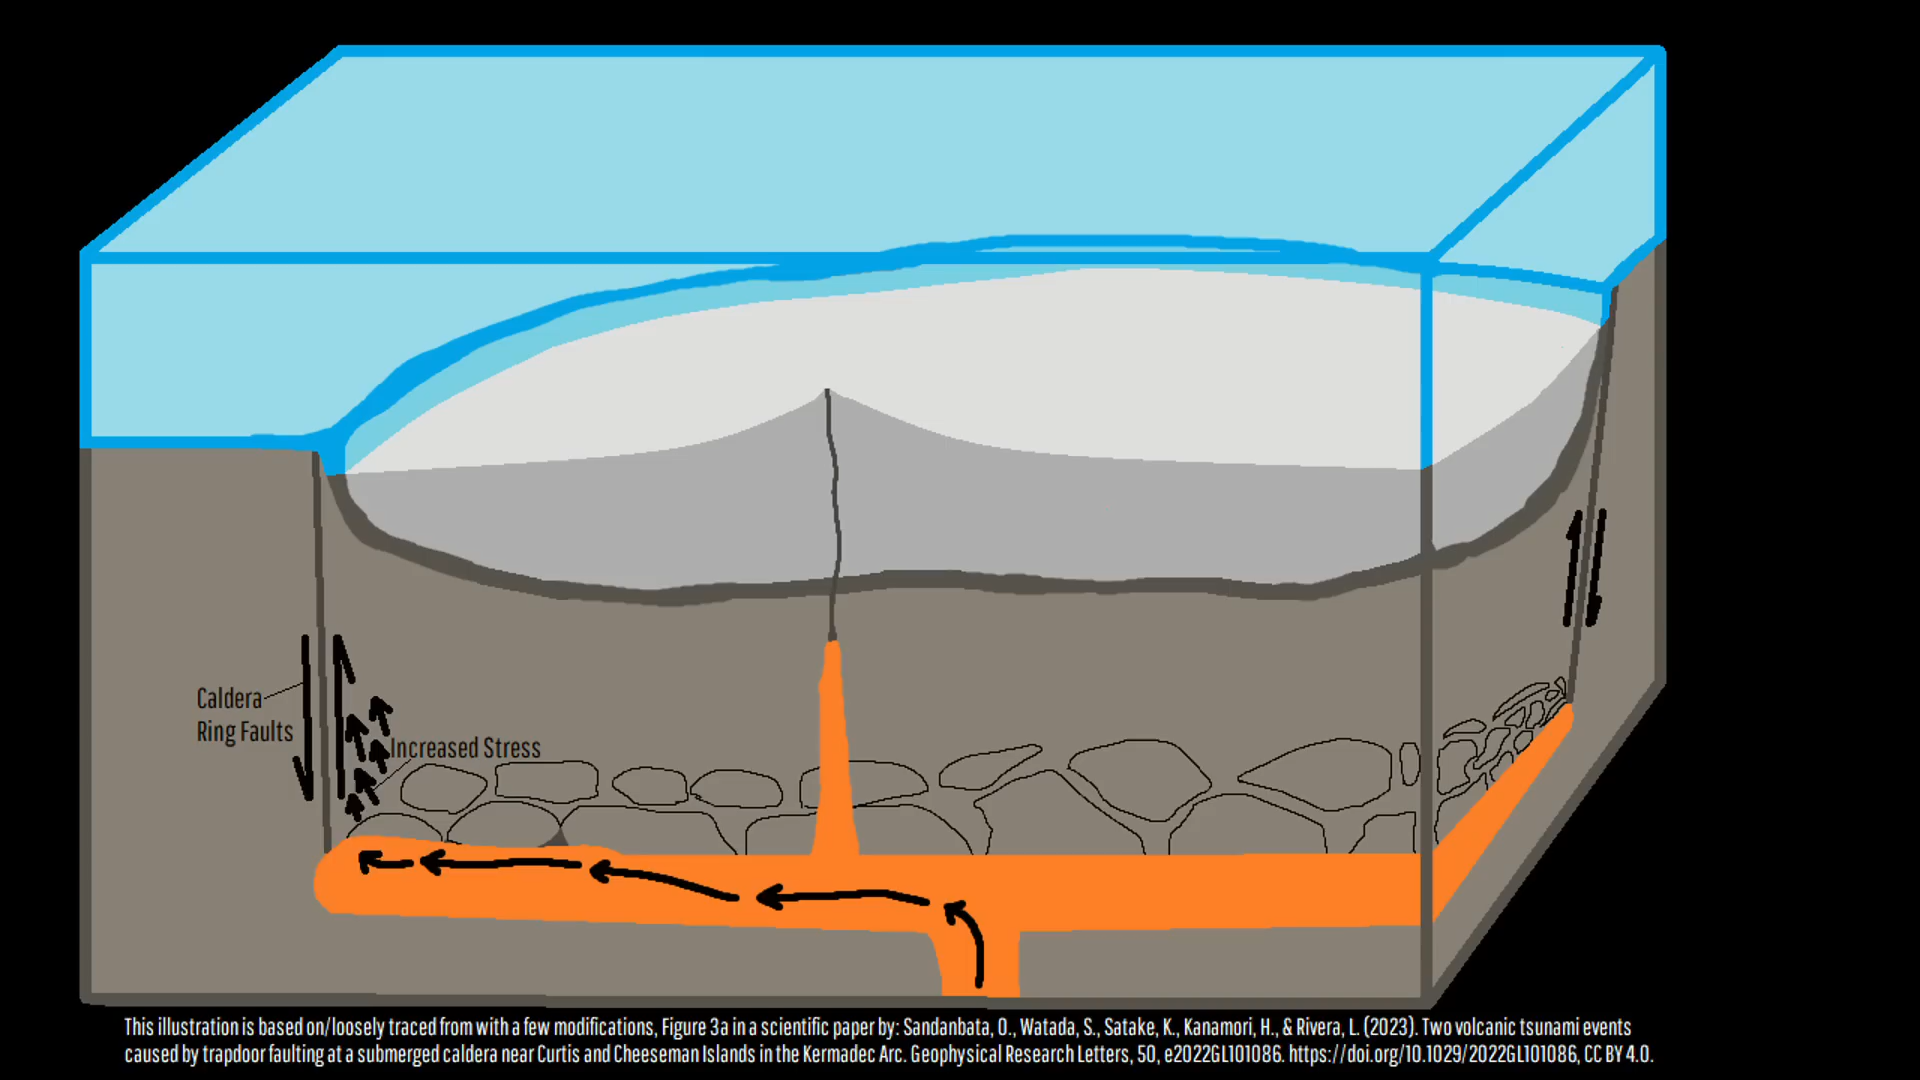 Caldera
Ring Faults
Increased Stress
This illustration is based on/loosely traced from with a few modifications, Figure 3a in a scientific paper by: Sandanbata, O., Watada, S., Satake, K., Kanamori, H., & Rivera, L. (2023). Two volcanic tsunami events
caused by trapdoor faulting at a submerged caldera near Curtis and Cheeseman Islands in the Kermadec Arc. Geophysical Research Letters, 50, e2022GL101086. https://doi.org/10.1029/2022GL101086, CC BY 4.0.